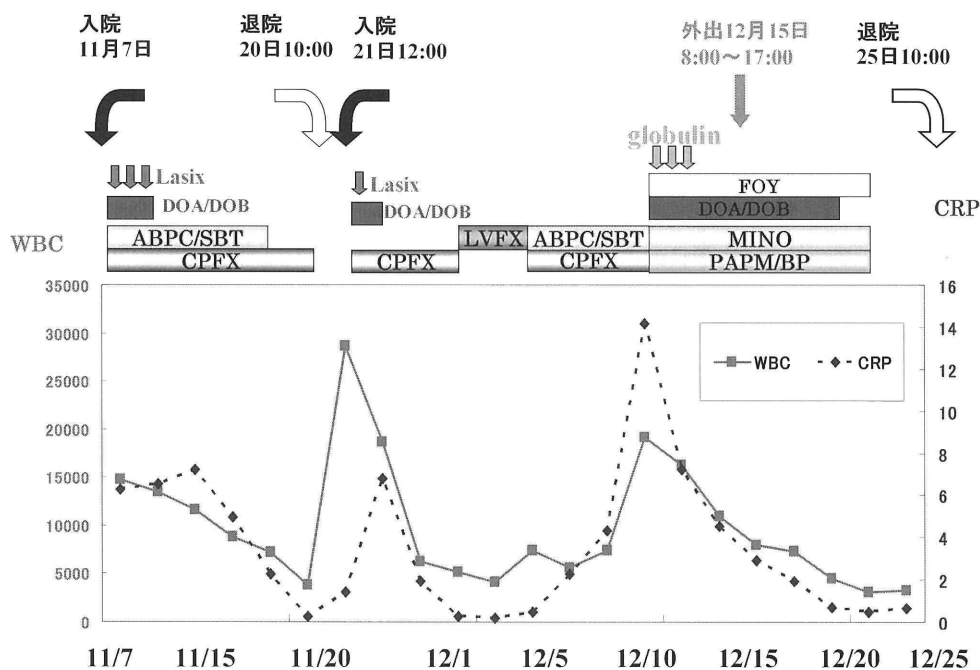 入院
11月7日
退院
20日10:00
入院
21日12:00
外出12月15日
8:00～17:00
退院
25日10:00
globulin
Lasix
Lasix
FOY
DOA/DOB
DOA/DOB
DOA/DOB
CRP
WBC
ABPC/SBT
LVFX
ABPC/SBT
MINO
CPFX
CPFX
CPFX
PAPM/BP
35000
30000
25000
20000
15000
10000
5000
0
16
14
12
10
8
6
4
2
0
WBC
CRP
11/7
11/15
11/20
12/1
12/5
12/10
12/15
12/20
12/25